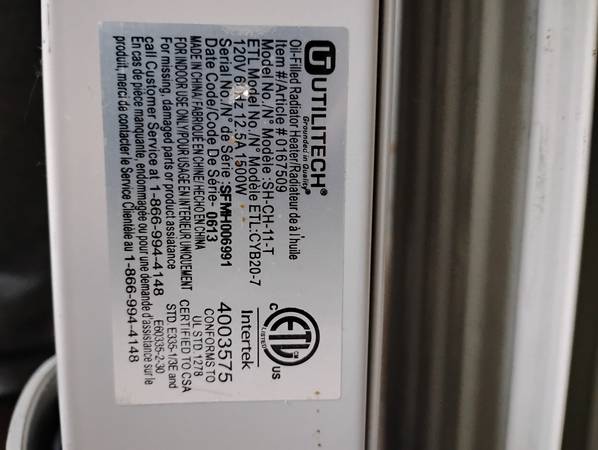 UTILITECH®
Grounded in Quality®
Oil-Filled Radiator Heater/Radiateur de à l'huile
Item #/Article # 0167509
Model No./N° Modèle :SH-CH-11-T
ETL Model No./N° Modèle ETL:CYB20-7
120V 60Hz 12.5A 1500W
Serial No./N° de Série :SFMH006991
Date Code/Code De Série- 0613
MADE IN CHINA/FABRIQUÉ EN CHINE/HECHO EN CHINA
FOR INDOOR USE ONLY/POUR USAGE EN INTÉRIEUR UNIQUEMENT
For missing, damaged parts or product assistance
call Customer Service at 1-866-994-4148
En cas de pièce manquante, endommagée ou pour une demande d'assistance sur le
produit, merci de contacter le Service Clientèle au 1-866-994-4148
C ETL US
LISTED
CM
Intertek
4003575
CONFORMS TO
UL STD 1278
CERTIFIED TO CSA
STD E335-1/3E and
E60335-2-30